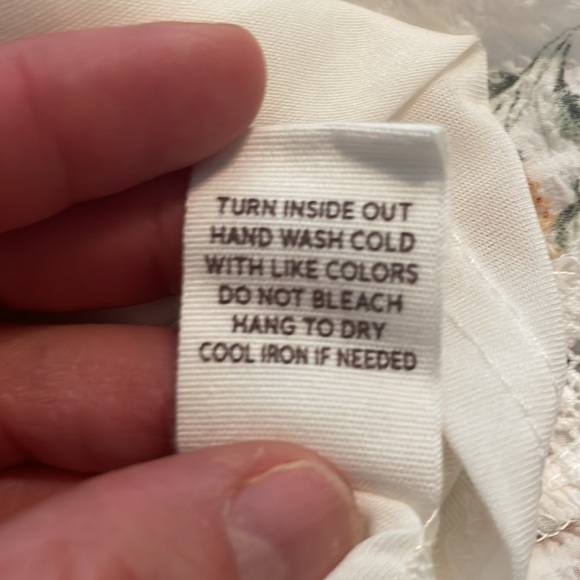 TURN INSIDE OUT
HAND WASH COLD
WITH LIKE COLORS
DO NOT BLEACH
HANG TO DRY
COOL IRON IF NEEDED